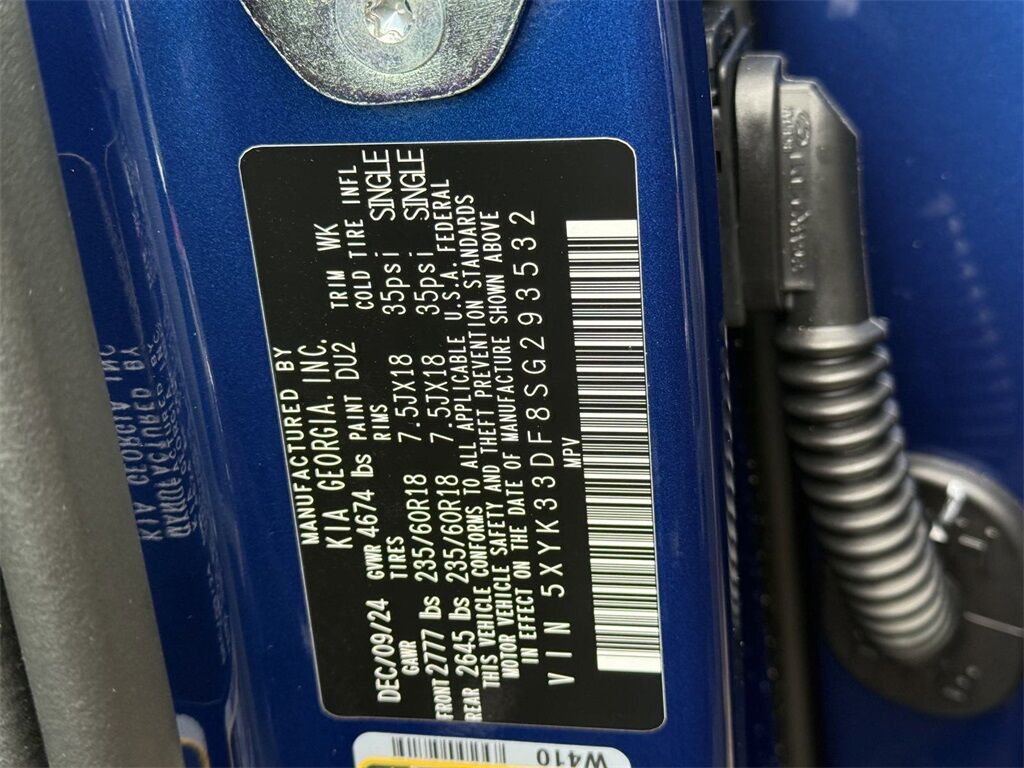 MANUFACTURED BY
KIA GEORGIA. INC.
DEC/09/24 GVWR 4674 lbs PAINT DU2 TRIM WK
GAWR TIRES RIMS COLD TIRE INFL
FRONT 2777 lbs 235/60R18 7.5JX18 35psi SINGLE
REAR 2645 lbs 235/60R18 7.5JX18 35psi SINGLE
THIS VEHICLE CONFORMS TO ALL APPLICABLE U.S.A. FEDERAL
MOTOR VEHICLE SAFETY AND THEFT PREVENTION STANDARDS
IN EFFECT ON THE DATE OF MANUFACTURE SHOWN ABOVE
VIN 5XYK33DF8SG293532
MPV
W410